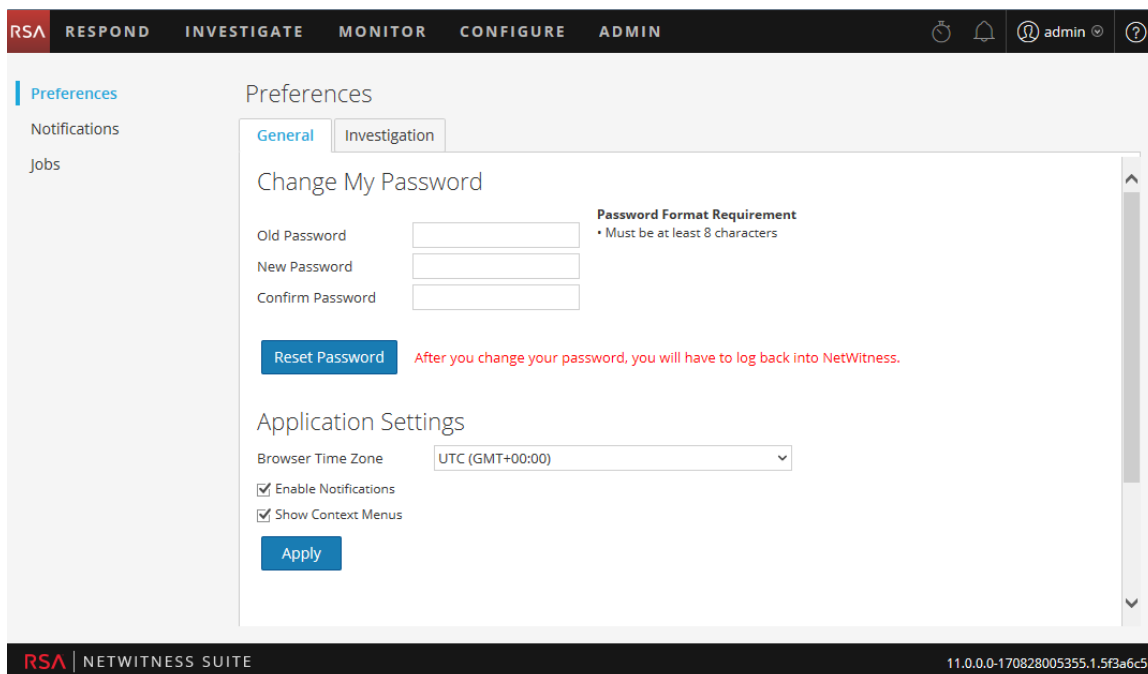 RSA RESPOND INVESTIGATE MONITOR CONFIGURE ADMIN admin ?
Preferences
Notifications
Jobs
Preferences
General Investigation
Change My Password
Password Format Requirement
• Must be at least 8 characters
Old Password
New Password
Confirm Password
Reset Password After you change your password, you will have to log back into NetWitness.
Application Settings
Browser Time Zone UTC (GMT+00:00)
Enable Notifications
Show Context Menus
Apply
RSA | NETWITNESS SUITE 11.0.0.0-170828005355.1.5f3a6c5